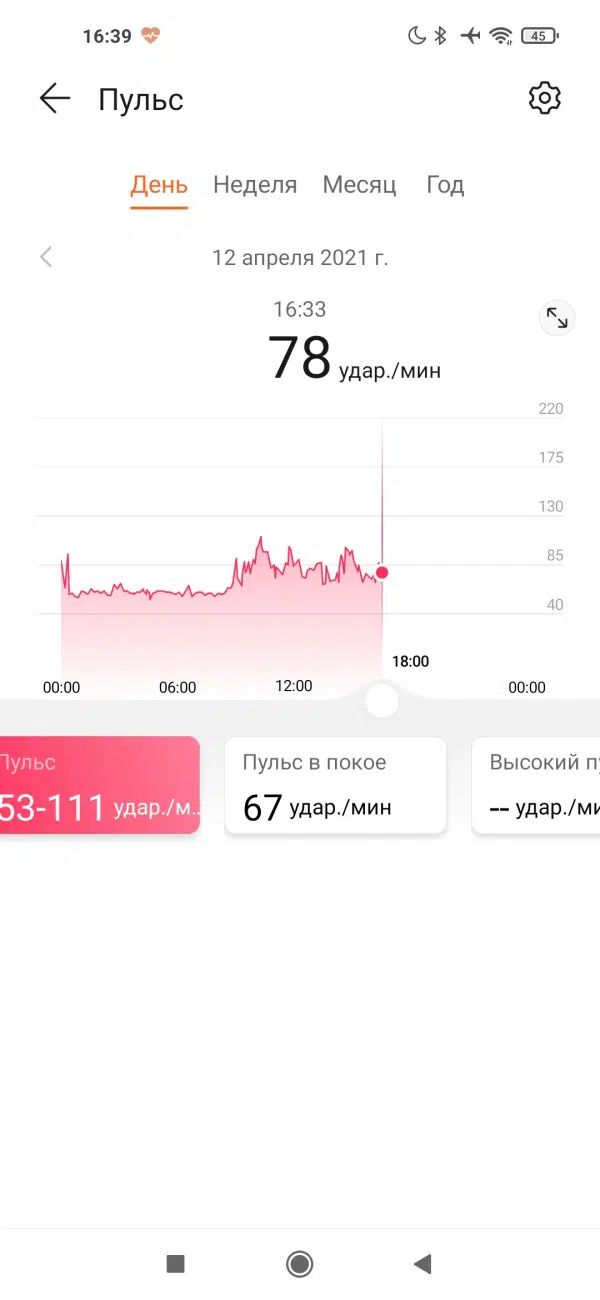 16:39
45
Пульс
День Неделя Месяц Год
12 апреля 2021 г.
16:33
78 удар./мин
220
175
130
85
40
18:00
00:00 06:00 12:00 00:00
Пульс Пульс в покое Высокий п
53-111 удар./м... 67 удар./мин -- удар./ми